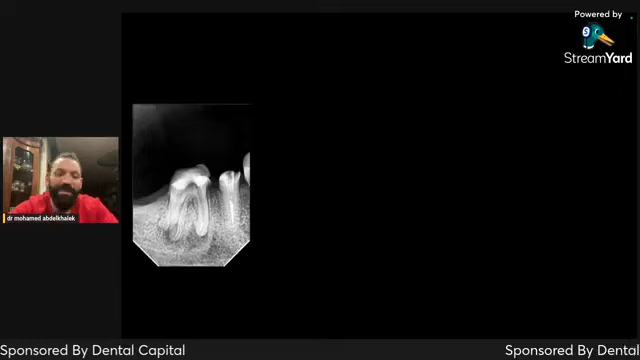 Powered by
StreamYard
dr mohamed abdelkhalek
Sponsored By Dental Capital
Sponsored By Dental